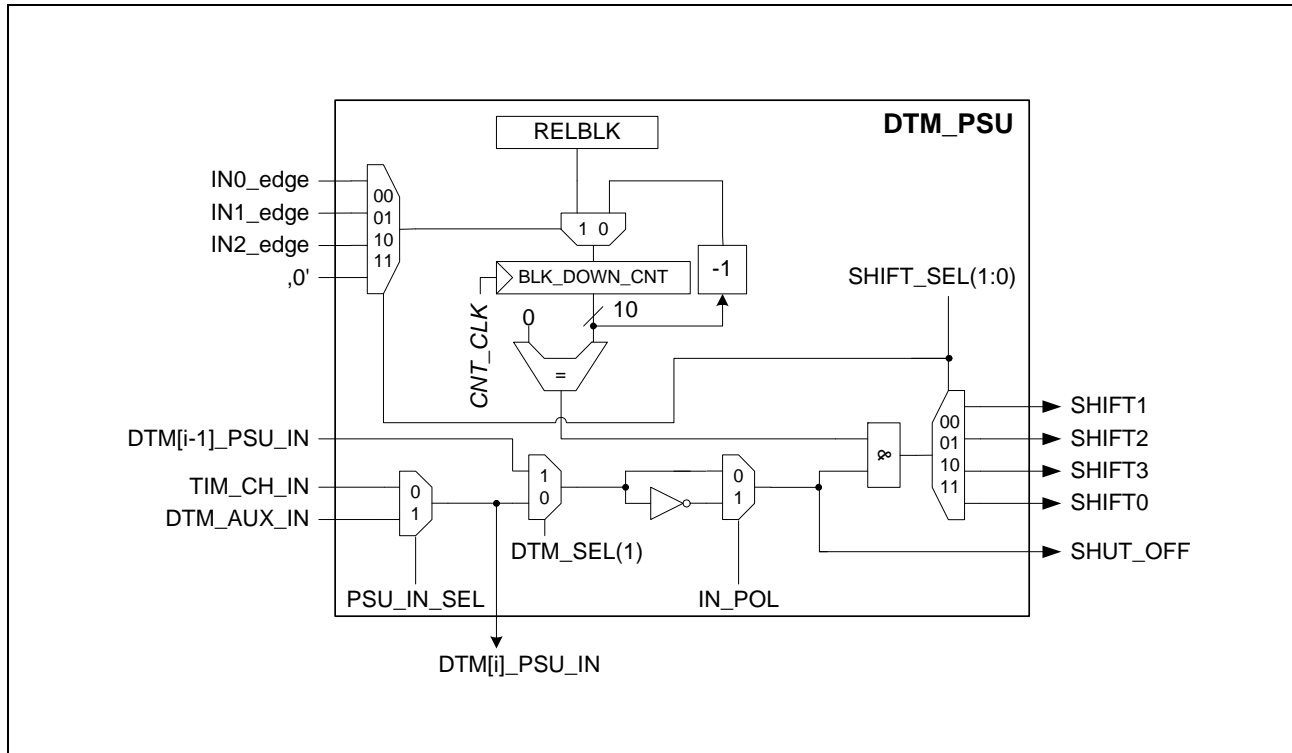 DTM_PSU
RELBLK
IN0_edge
IN1_edge
IN2_edge
‚0'
00
01
10
11
1 0
BLK_DOWN_CNT
-1
SHIFT_SEL(1:0)
CNT_CLK
0
10
=
DTM[i-1]_PSU_IN
TIM_CH_IN
DTM_AUX_IN
0
1
1
0
0
1
&
00
01
10
11
SHIFT1
SHIFT2
SHIFT3
SHIFT0
SHUT_OFF
DTM_SEL(1)
PSU_IN_SEL
IN_POL
DTM[i]_PSU_IN